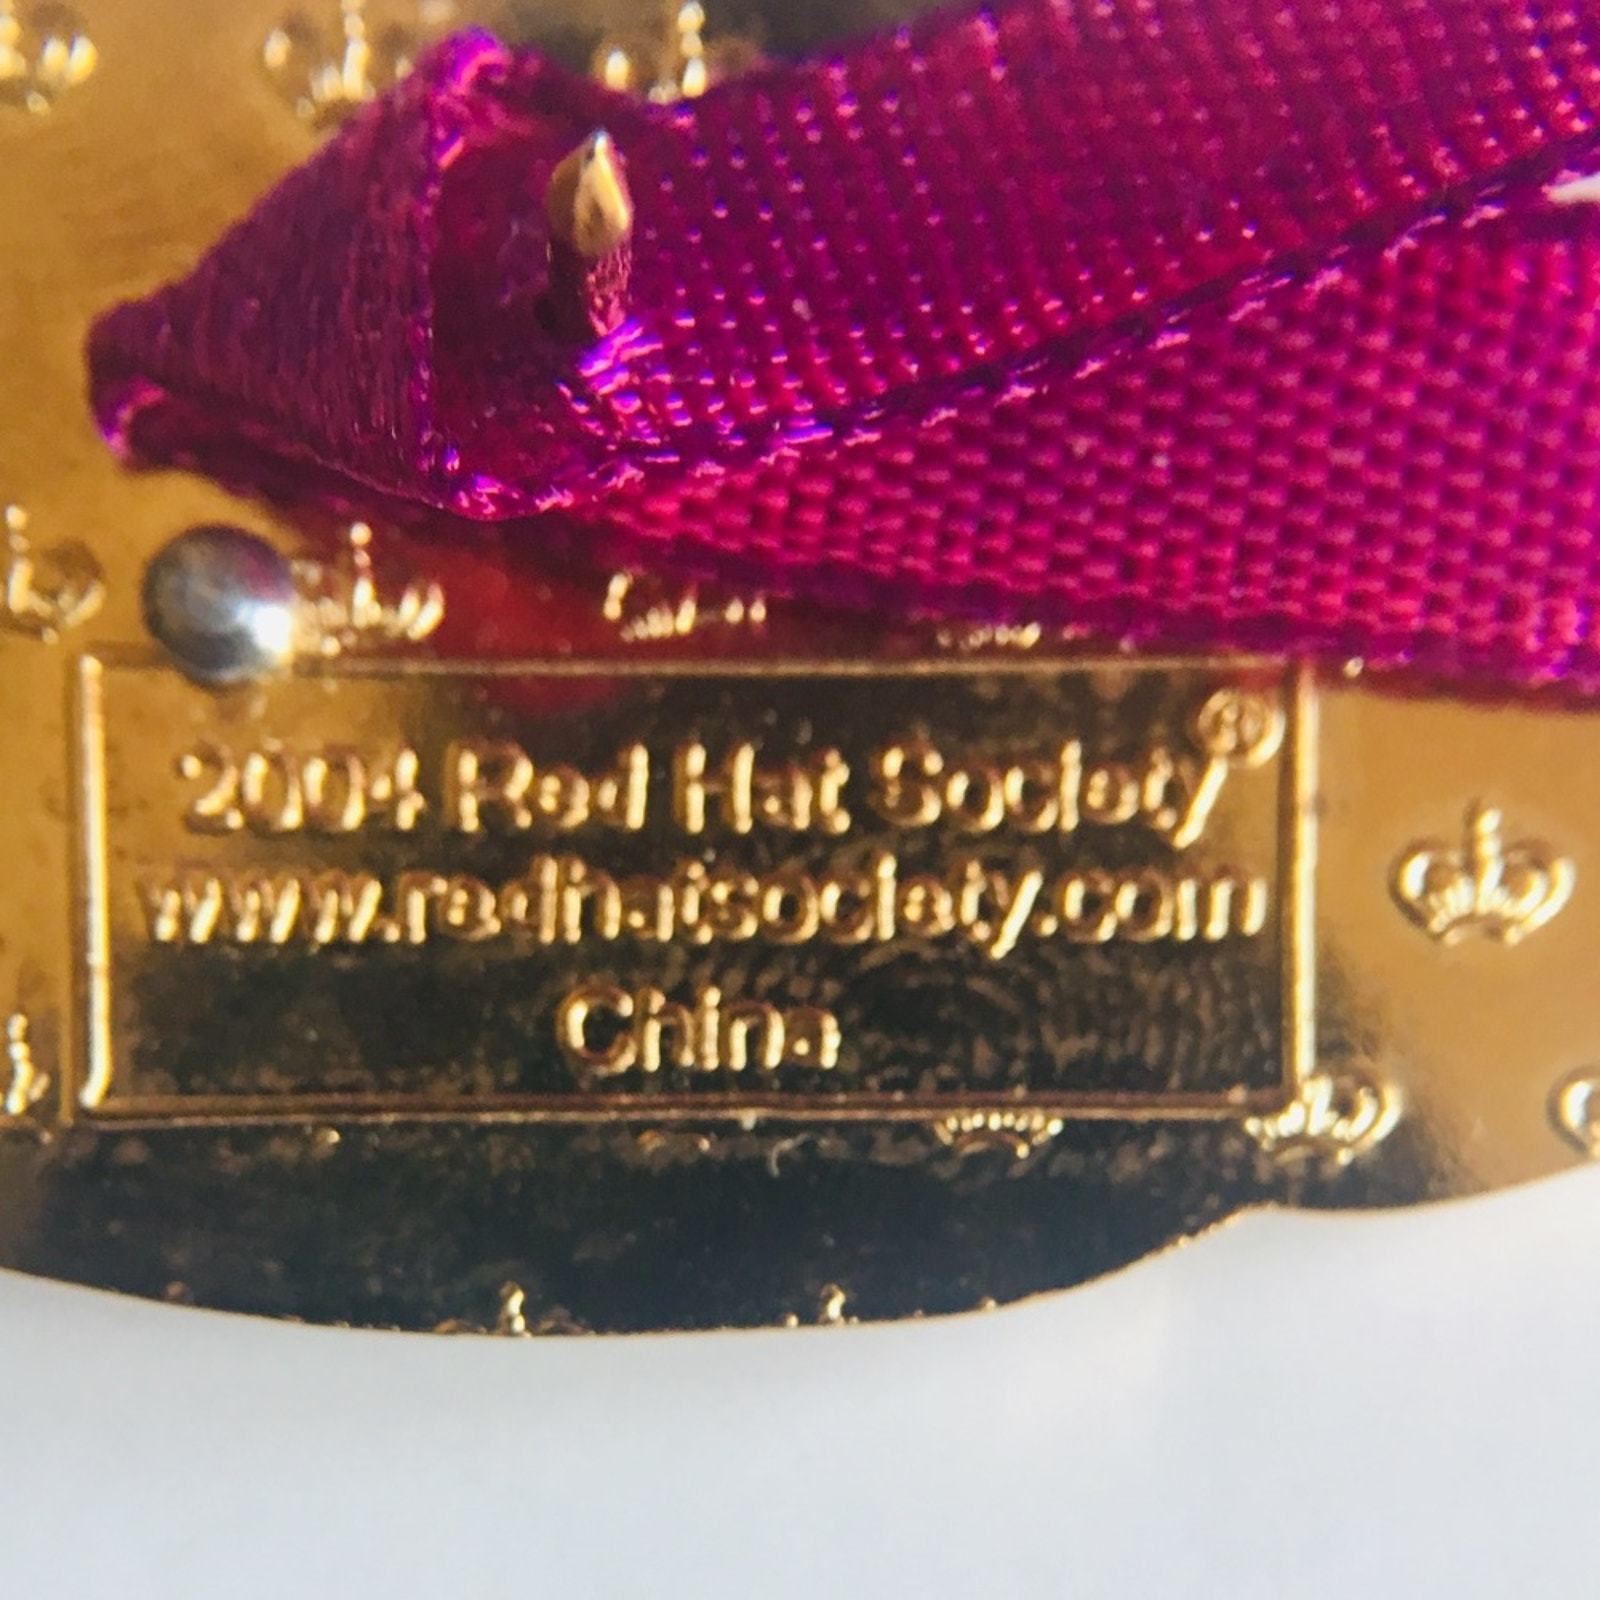 2004 Red Hat Society®
www.redhatsociety.com
China